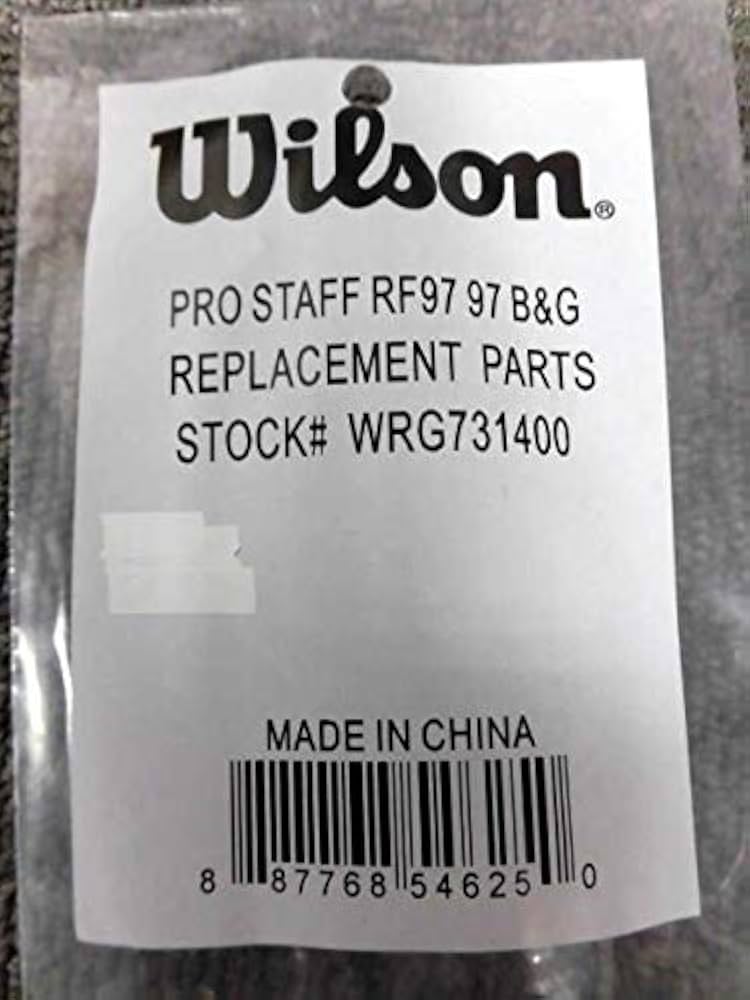 Wilson®
PRO STAFF RF97 97 B&G
REPLACEMENT PARTS
STOCK# WRG731400
MADE IN CHINA
8 87768 54625 0